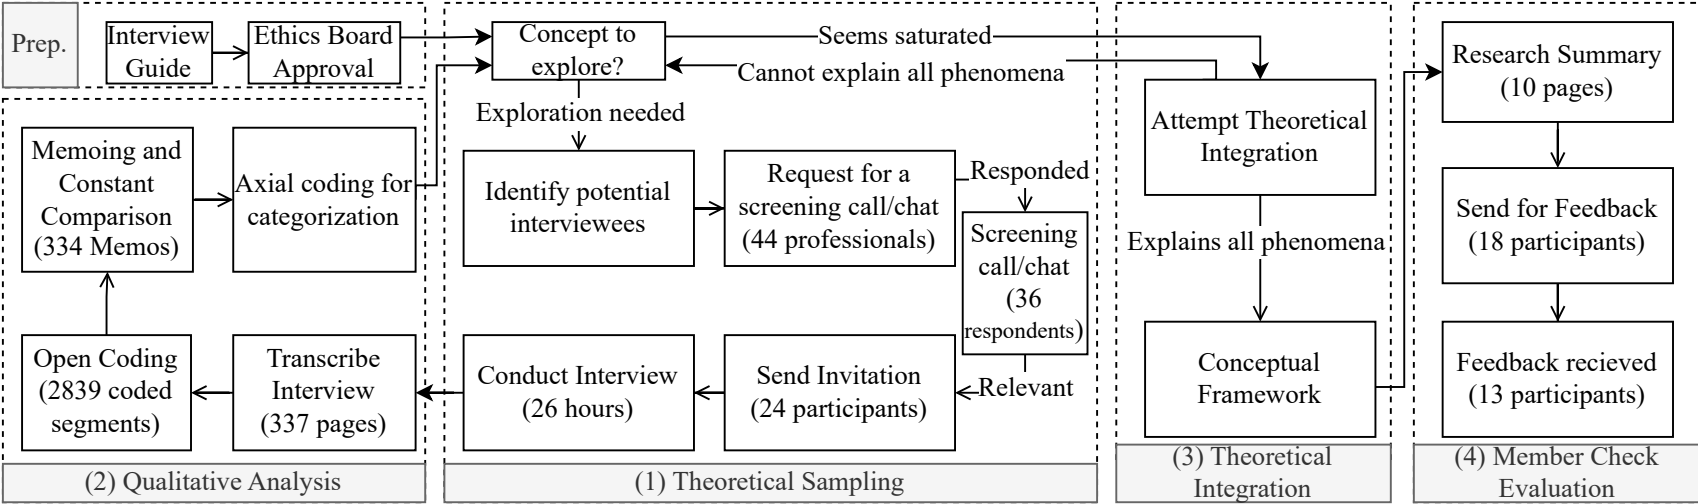 Prep.
Interview
Guide
Ethics Board
Approval
Concept to
explore?
Seems saturated
Cannot explain all phenomena
Exploration needed
Identify potential
interviewees
Request for a
screening call/chat
(44 professionals)
Responded
Screening
call/chat
(36
respondents)
Relevant
Send Invitation
(24 participants)
Conduct Interview
(26 hours)
(1) Theoretical Sampling
Transcribe
Interview
(337 pages)
Open Coding
(2839 coded
segments)
Memoing and
Constant
Comparison
(334 Memos)
Axial coding for
categorization
(2) Qualitative Analysis
Attempt Theoretical
Integration
Explains all phenomena
Conceptual
Framework
(3) Theoretical
Integration
Research Summary
(10 pages)
Send for Feedback
(18 participants)
Feedback recieved
(13 participants)
(4) Member Check
Evaluation